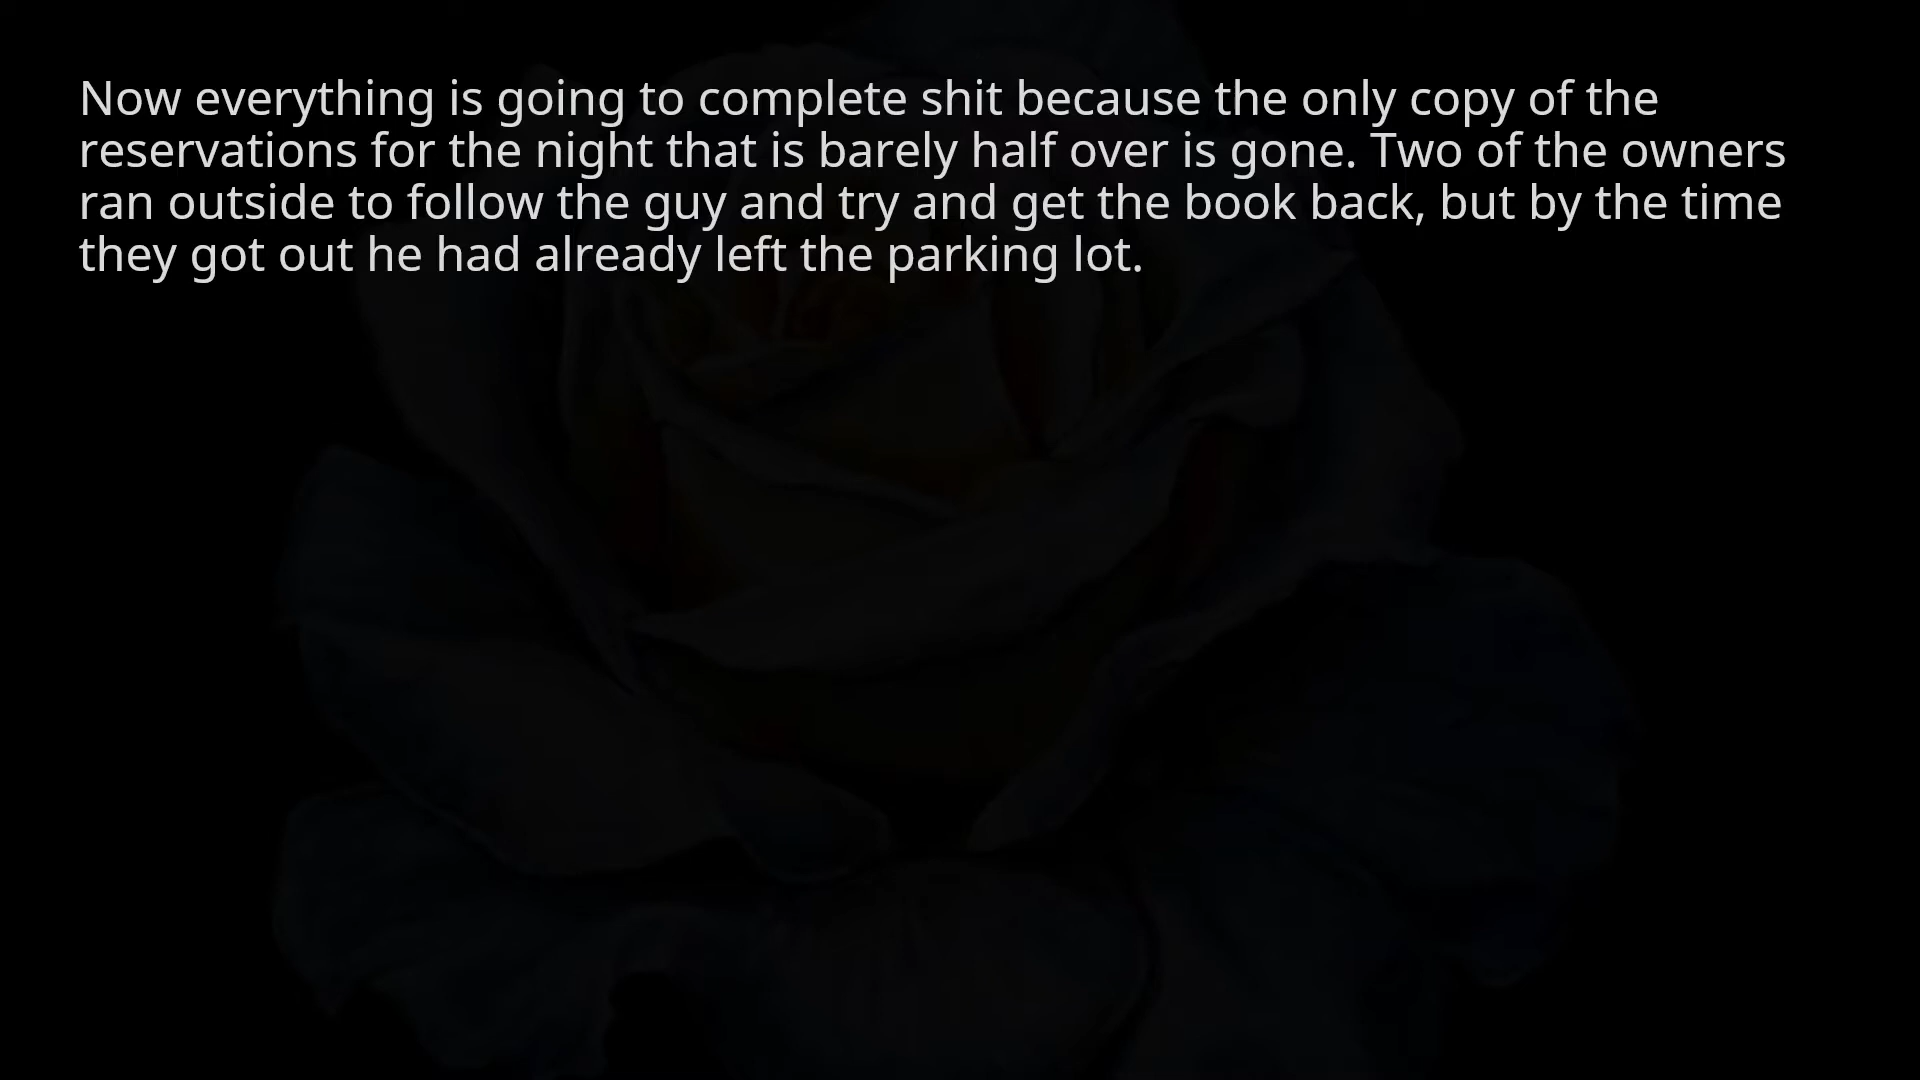 Now everything is going to complete shit because the only copy of the
reservations for the night that is barely half over is gone. Two of the owners
ran outside to follow the guy and try and get the book back, but by the time
they got out he had already left the parking lot.